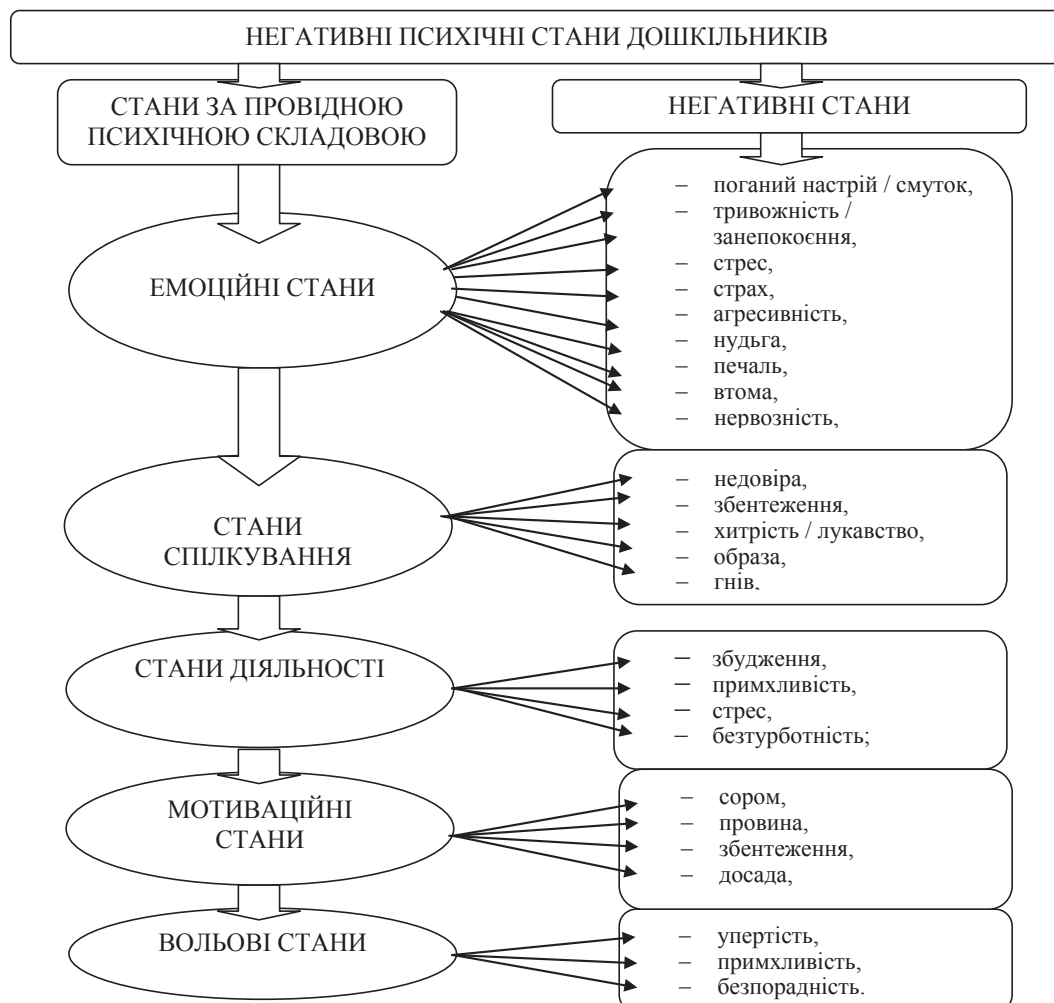 НЕГАТИВНІ ПСИХІЧНІ СТАНИ ДОШКІЛЬНИКІВ
СТАНИ ЗА ПРОВІДНОЮ
ПСИХІЧНОЮ СКЛАДОВОЮ
НЕГАТИВНІ СТАНИ
ЕМОЦІЙНІ СТАНИ
– поганий настрій / смуток,
– тривожність /
занепокоєння,
– стрес,
– страх,
– агресивність,
– нудьга,
– печаль,
– втома,
– нервозність,
СТАНИ
СПІЛКУВАННЯ
– недовіра,
– збентеження,
– хитрість / лукавство,
– образа,
– гнів,
СТАНИ ДІЯЛЬНОСТІ
– збудження,
– примхливість,
– стрес,
– безтурботність;
МОТИВАЦІЙНІ
СТАНИ
– сором,
– провина,
– збентеження,
– досада,
ВОЛЬОВІ СТАНИ
– упертість,
– примхливість,
– безпорадність.